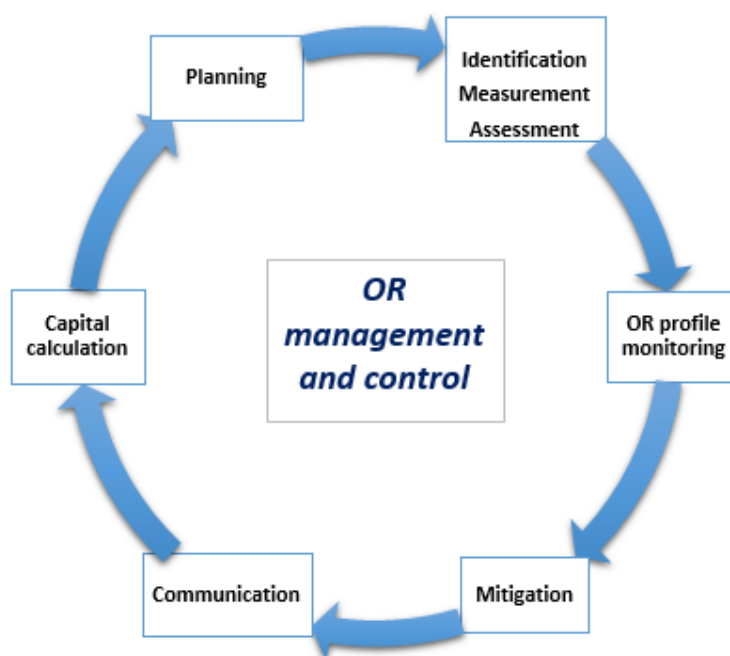 Planning
Identification
Measurement
Assessment
OR profile
monitoring
Mitigation
Communication
Capital
calculation
OR
management
and control